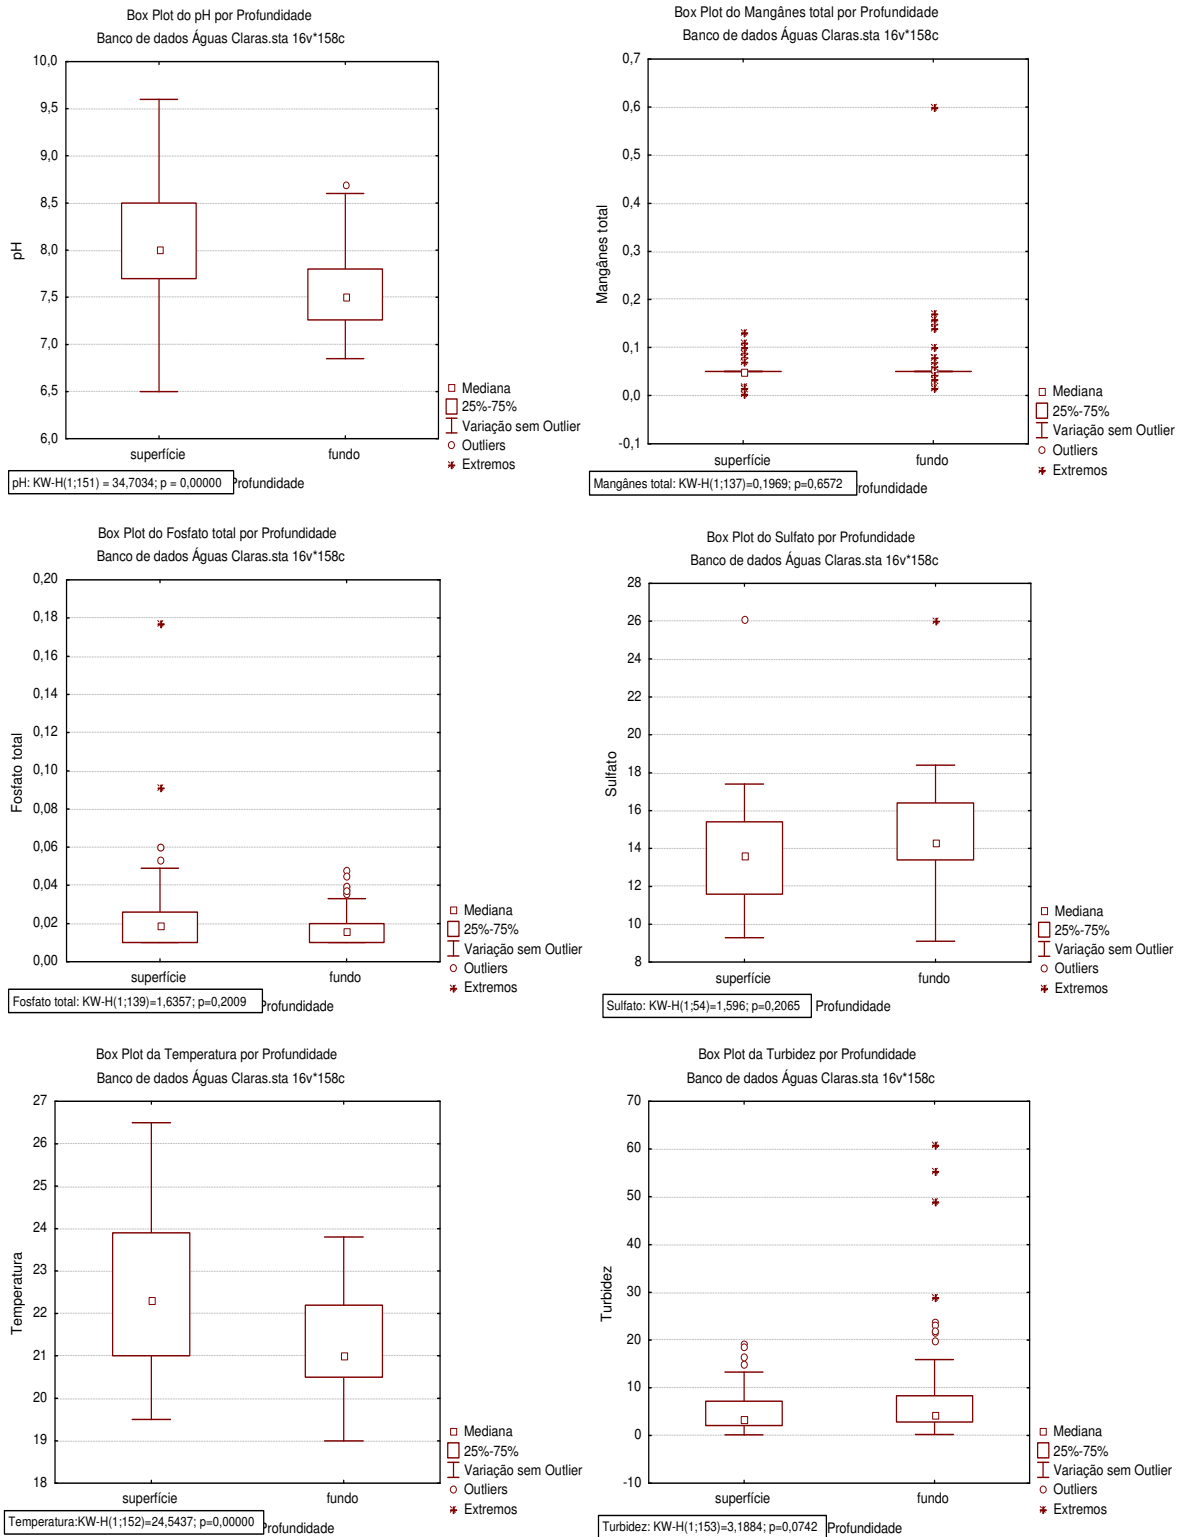 Box Plot do pH por Profundidade
Banco de dados Águas Claras.sta 16v*158c
10,0
9,5
9,0
8,5
8,0
7,5
7,0
6,5
6,0
pH
superfície
fundo
Mediana
25%-75%
Variação sem Outlier
Outliers
Extremos
pH: KW-H(1;151) = 34,7034; p = 0,00000
Profundidade
Box Plot do Mangânes total por Profundidade
Banco de dados Águas Claras.sta 16v*158c
0,7
0,6
0,5
0,4
0,3
0,2
0,1
0,0
-0,1
Mangânes total
superfície
fundo
Mediana
25%-75%
Variação sem Outlier
Outliers
Extremos
Mangânes total: KW-H(1;137)=0,1969; p=0,6572
rofundidade
Box Plot do Fosfato total por Profundidade
Banco de dados Águas Claras.sta 16v*158c
0,20
0,18
0,16
0,14
0,12
0,10
0,08
0,06
0,04
0,02
0,00
Fosfato total
superfície
fundo
Mediana
25%-75%
Variação sem Outlier
Outliers
Extremos
Fosfato total: KW-H(1;139)=1,6357; p=0,2009
Profundidade
Box Plot do Sulfato por Profundidade
Banco de dados Águas Claras.sta 16v*158c
28
26
24
22
20
18
16
14
12
10
8
Sulfato
superfície
fundo
Mediana
25%-75%
Variação sem Outlier
Outliers
Extremos
Sulfato: KW-H(1;54)=1,596; p=0,2065
Profundidade
Box Plot da Temperatura por Profundidade
Banco de dados Águas Claras.sta 16v*158c
27
26
25
24
23
22
21
20
19
18
Temperatura
superfície
fundo
Mediana
25%-75%
Variação sem Outlier
Outliers
Extremos
Temperatura:KW-H(1;152)=24,5437; p=0,00000
Profundidade
Box Plot da Turbidez por Profundidade
Banco de dados Águas Claras.sta 16v*158c
70
60
50
40
30
20
10
0
-10
Turbidez
superfície
fundo
Mediana
25%-75%
Variação sem Outlier
Outliers
Extremos
Turbidez: KW-H(1;153)=3,1884; p=0,0742
Profundidade